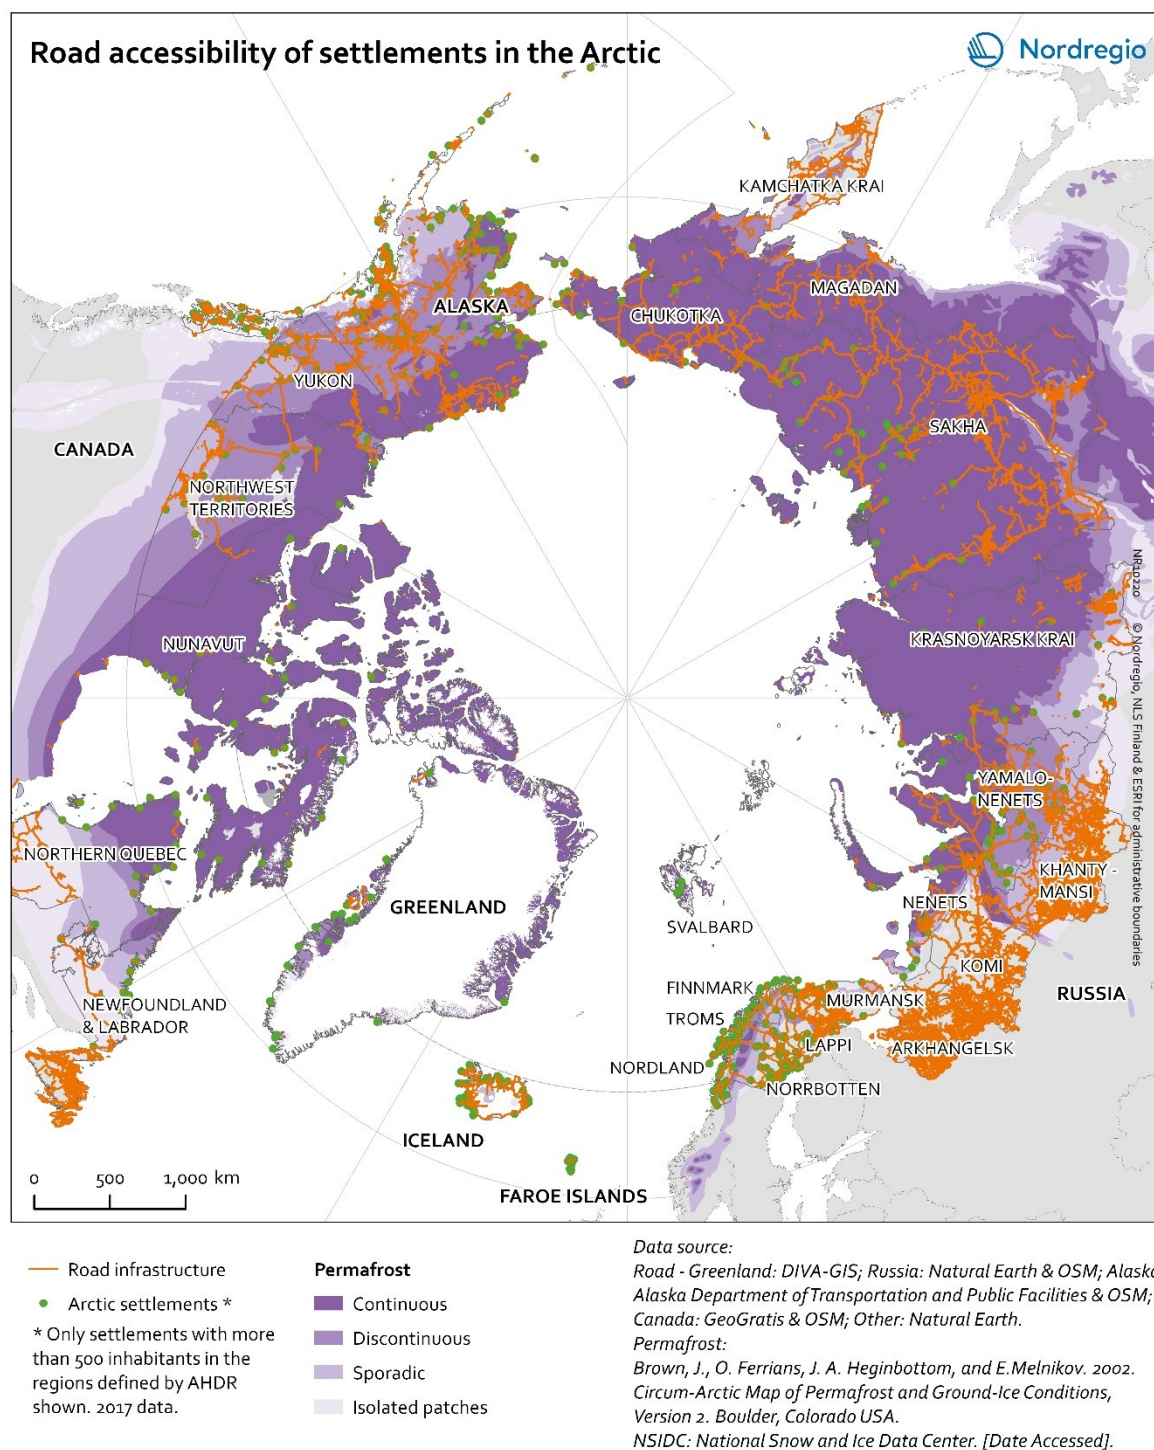 Road accessibility of settlements in the Arctic
Nordregio
KAMCHATKA KRAI
MAGADAN
ALASKA
CHUKOTKA
YUKON
SAKHA
CANADA
NORTHWEST
TERRITORIES
NR10220 © Nordregio, NLS Finland & ESRI for administrative boundaries
NUNAVUT
KRASNOYARSK KRAI
YAMALO-
NENETS
NORTHERN QUEBEC
KHANTY-
MANSI
GREENLAND
NENETS
SVALBARD
KOMI
FINNMARK
RUSSIA
NEWFOUNDLAND
& LABRADOR
MURMANSK
TROMS
LAPPI
ARKHANGELSK
NORDLAND
NORRBOTTEN
ICELAND
FAROE ISLANDS
0 500 1,000 km
Road infrastructure
Arctic settlements *
* Only settlements with more
than 500 inhabitants in the
regions defined by AHDR
shown. 2017 data.
Permafrost
Continuous
Discontinuous
Sporadic
Isolated patches
Data source:
Road - Greenland: DIVA-GIS; Russia: Natural Earth & OSM; Alaska
Alaska Department of Transportation and Public Facilities & OSM;
Canada: GeoGratis & OSM; Other: Natural Earth.
Permafrost:
Brown, J., O. Ferrians, J. A. Heginbottom, and E.Melnikov. 2002.
Circum-Arctic Map of Permafrost and Ground-Ice Conditions,
Version 2. Boulder, Colorado USA.
NSIDC: National Snow and Ice Data Center. [Date Accessed].